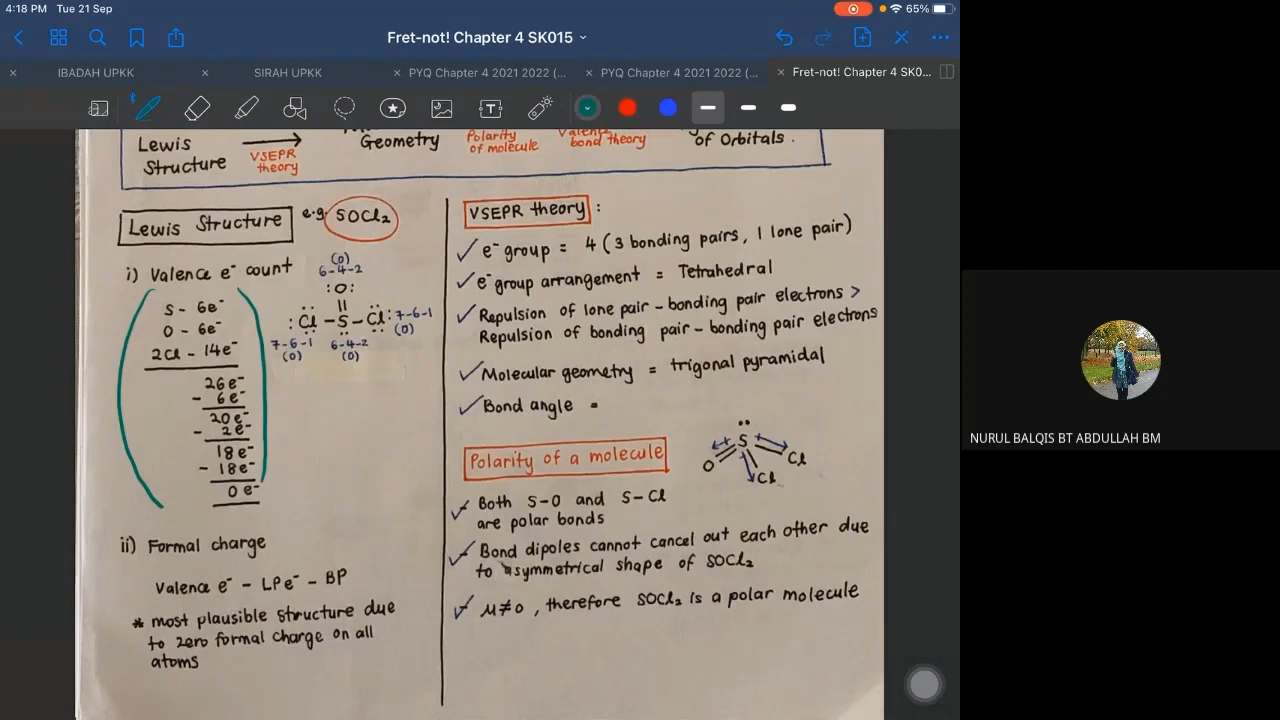 4:18 PM Tue 21 Sep
65%
Fret-not! Chapter 4 SK015
IBADAH UPKK
SIRAH UPKK
PYQ Chapter 4 2021 2022 (...
PYQ Chapter 4 2021 2022 (...
Fret-not! Chapter 4 SK0...
Lewis
Structure
VSEPR
theory
Geometry
Polarity
of molecule
Valence
bond theory
of Orbitals.
Lewis Structure
e.g. SOCl₂
i) Valence e⁻ count
S - 6e⁻
O - 6e⁻
2Cl - 14e⁻
26e⁻
- 6e⁻
20e⁻
- 2e⁻
18e⁻
- 18e⁻
0e⁻
(0)
6-4-2
:O:
:Cl - S - Cl: 7-6-1
(0)
7-6-1 6-4-2
(0) (0)
ii) Formal charge
Valence e⁻ - LPe⁻ - BP
* most plausible structure due
to zero formal charge on all
atoms
VSEPR theory :
✓ e⁻ group = 4 (3 bonding pairs, 1 lone pair)
✓ e⁻ group arrangement = Tetrahedral
✓ Repulsion of lone pair - bonding pair electrons >
Repulsion of bonding pair - bonding pair electrons
✓ Molecular geometry = trigonal pyramidal
✓ Bond angle =
Polarity of a molecule
S
O
Cl
Cl
✓ Both S-O and S-Cl
are polar bonds
✓ Bond dipoles cannot cancel out each other due
to asymmetrical shape of SOCl₂
✓ μ≠0, therefore SOCl₂ is a polar molecule
NURUL BALQIS BT ABDULLAH BM